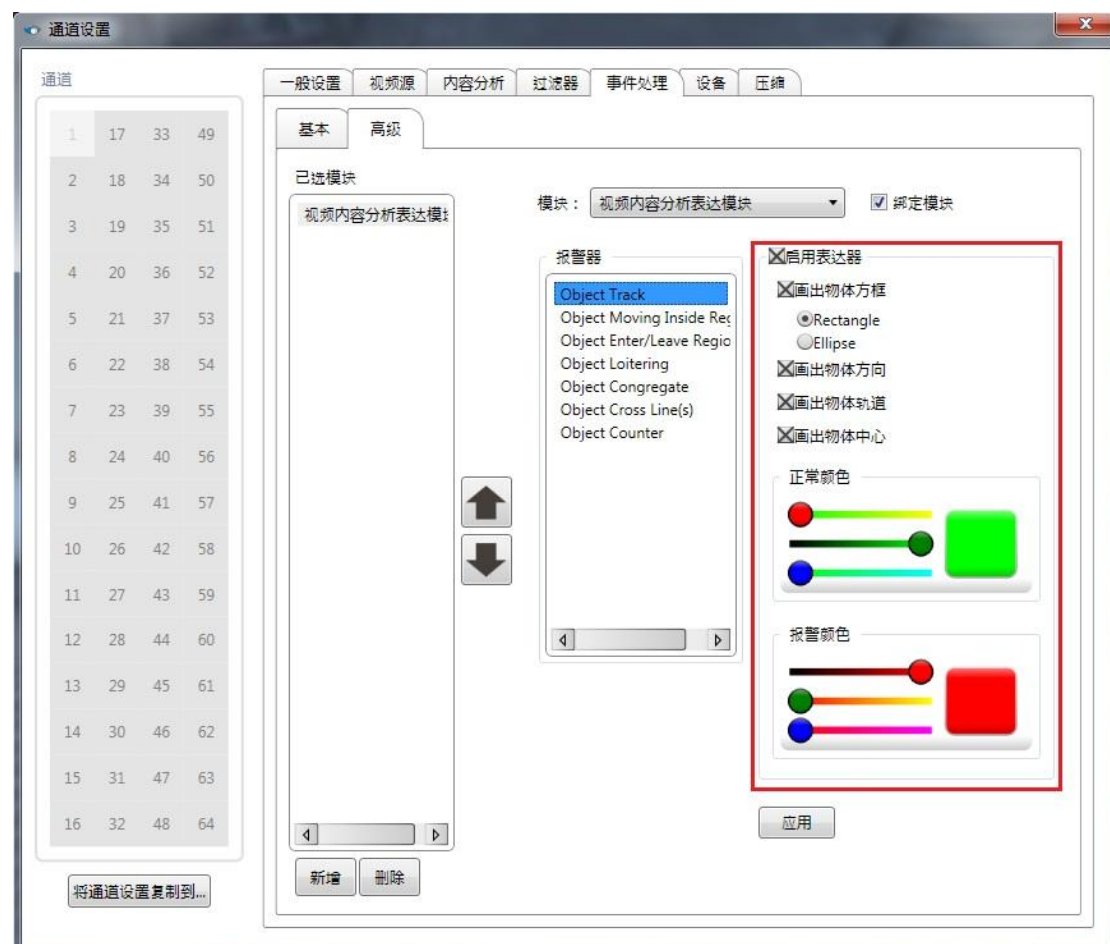 通道设置
x
通道
一般设置 视频源 内容分析 过滤器 事件处理 设备 压缩
基本 高级
1 17 33 49
2 18 34 50
3 19 35 51
4 20 36 52
5 21 37 53
6 22 38 54
7 23 39 55
8 24 40 56
9 25 41 57
10 26 42 58
11 27 43 59
12 28 44 60
13 29 45 61
14 30 46 62
15 31 47 63
16 32 48 64
将通道设置复制到...
已选模块
视频内容分析表达模
新增 删除
模块： 视频内容分析表达模块 绑定模块
报警器
Object Track
Object Moving Inside Reg
Object Enter/Leave Regio
Object Loitering
Object Congregate
Object Cross Line(s)
Object Counter
启用表达器
画出物体方框
Rectangle
Ellipse
画出物体方向
画出物体轨道
画出物体中心
正常颜色
报警颜色
应用